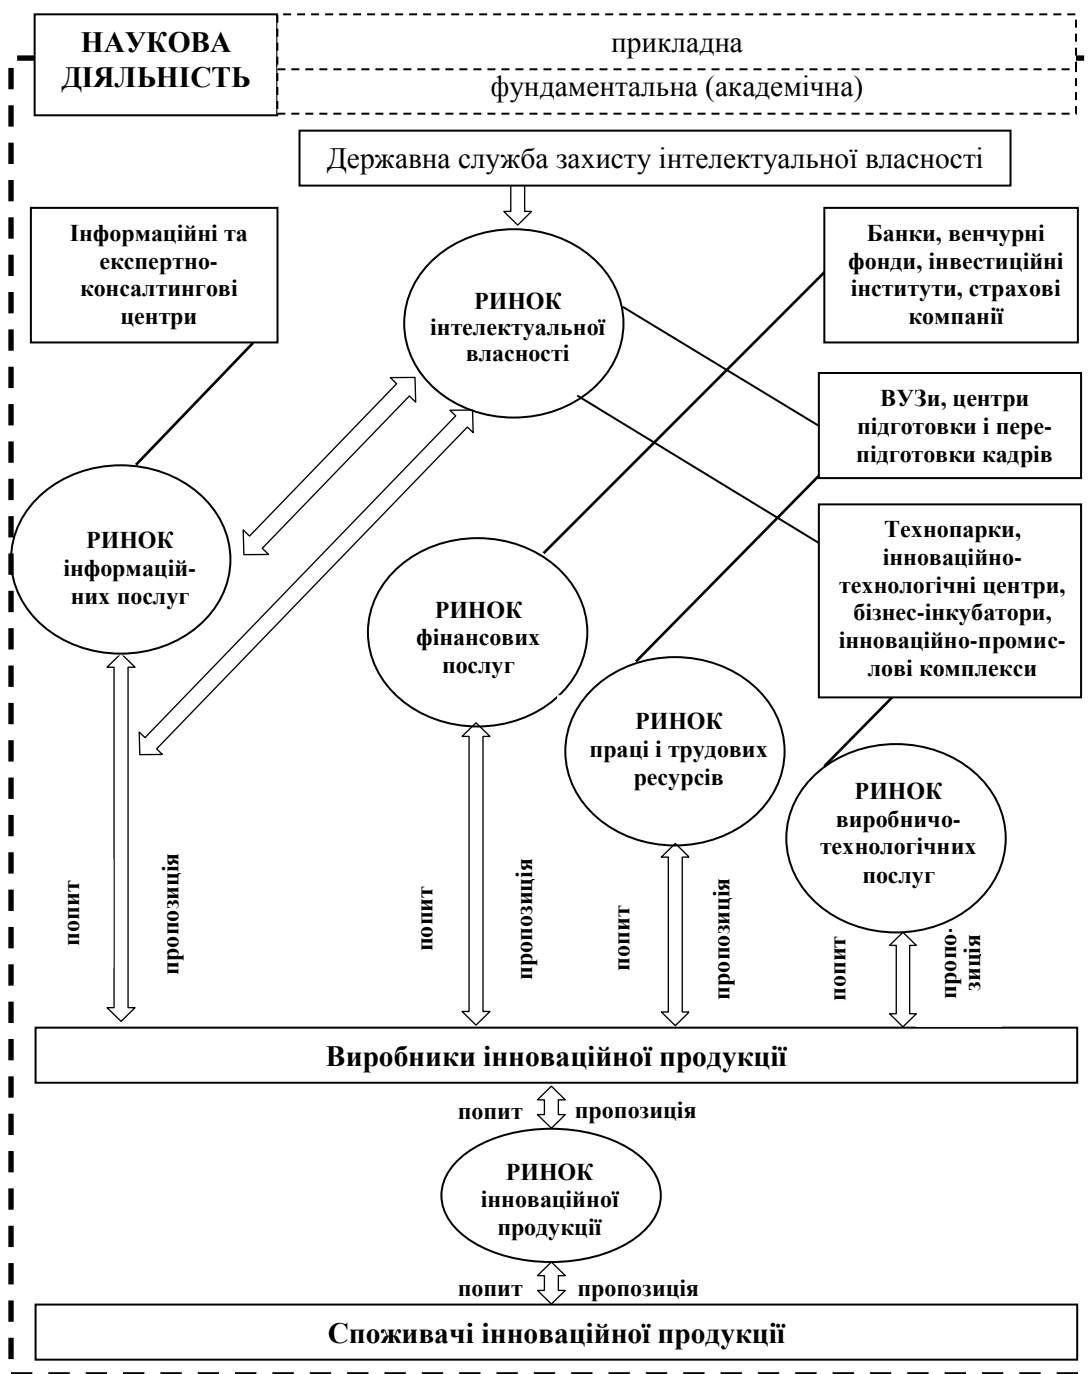 НАУКОВА
ДІЯЛЬНІСТЬ
прикладна
фундаментальна (академічна)
Державна служба захисту інтелектуальної власності
Інформаційні та
експертно-
консалтингові
центри
РИНОК
інтелектуальної
власності
Банки, венчурні
фонди, інвестиційні
інститути, страхові
компанії
ВУЗи, центри
підготовки і пере-
підготовки кадрів
Технопарки,
інноваційно-
технологічні центри,
бізнес-інкубатори,
інноваційно-промис-
лові комплекси
РИНОК
інформацій-
них послуг
РИНОК
фінансових
послуг
РИНОК
праці і трудових
ресурсів
РИНОК
виробничо-
технологічних
послуг
попит
пропозиція
попит
пропозиція
попит
пропозиція
попит
пропо-
зиція
Виробники інноваційної продукції
попит пропозиція
РИНОК
інноваційної
продукції
попит пропозиція
Споживачі інноваційної продукції